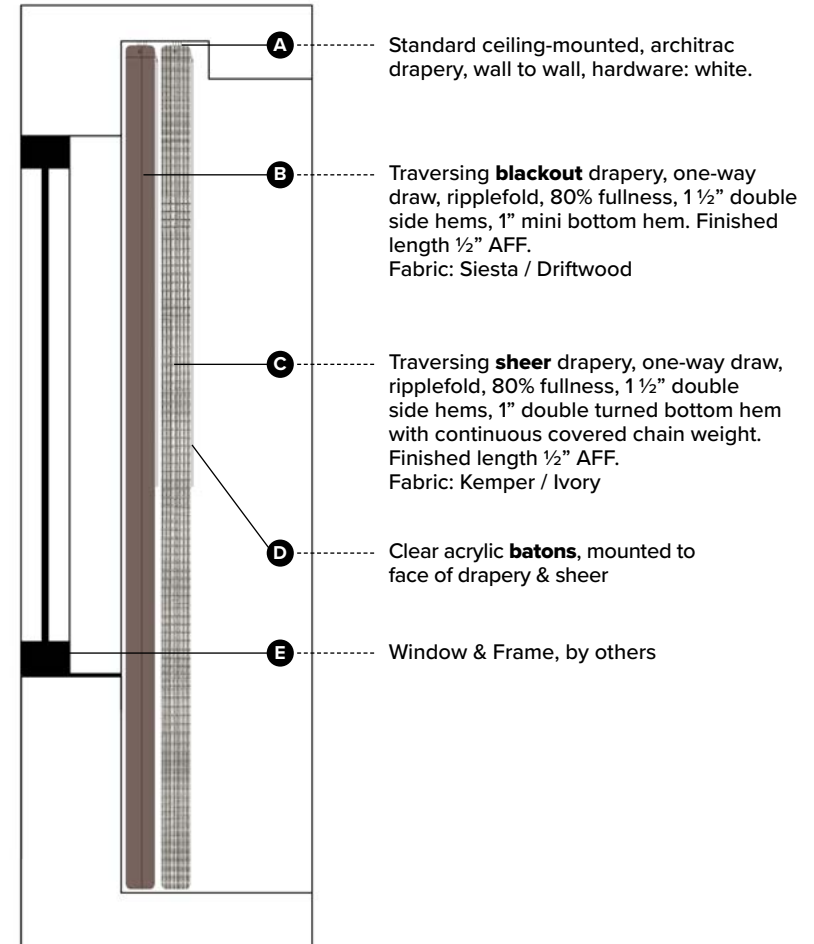 A Standard ceiling-mounted, architrac
drapery, wall to wall, hardware: white.
B Traversing blackout drapery, one-way
draw, ripplefold, 80% fullness, 1 ½” double
side hems, 1” mini bottom hem. Finished
length ½” AFF.
Fabric: Siesta / Driftwood
C Traversing sheer drapery, one-way draw,
ripplefold, 80% fullness, 1 ½” double
side hems, 1” double turned bottom hem
with continuous covered chain weight.
Finished length ½” AFF.
Fabric: Kemper / Ivory
D Clear acrylic batons, mounted to
face of drapery & sheer
E Window & Frame, by others